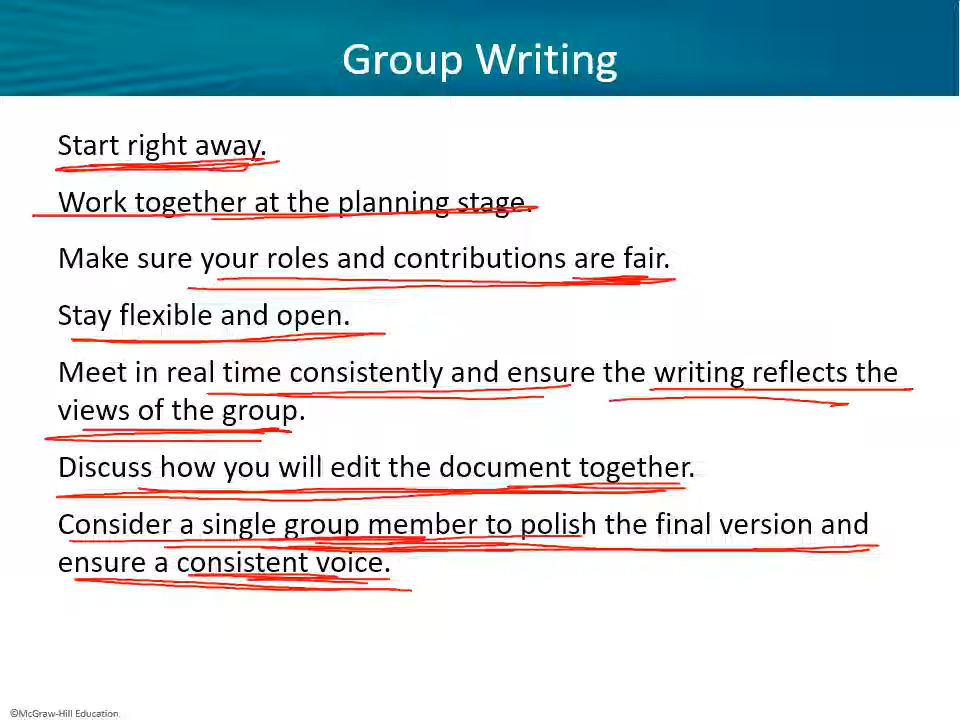 Group Writing
Start right away.
Work together at the planning stage.
Make sure your roles and contributions are fair.
Stay flexible and open.
Meet in real time consistently and ensure the writing reflects the
views of the group.
Discuss how you will edit the document together.
Consider a single group member to polish the final version and
ensure a consistent voice.
©McGraw-Hill Education.